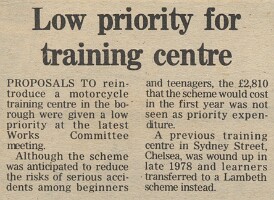 Low priority for
training centre
PROPOSALS TO rein-
troduce a motorcycle
training centre in the bo-
rough were given a low
priority at the latest
Works Committee
meeting.
Although the scheme
was anticipated to reduce
the risks of serious acci-
dents among beginners
and teenagers, the £2,810
that the scheme would cost
in the first year was not
seen as priority expen-
diture.
A previous training
centre in Sydney Street,
Chelsea, was wound up in
late 1978 and learners
transferred to a Lambeth
scheme instead.